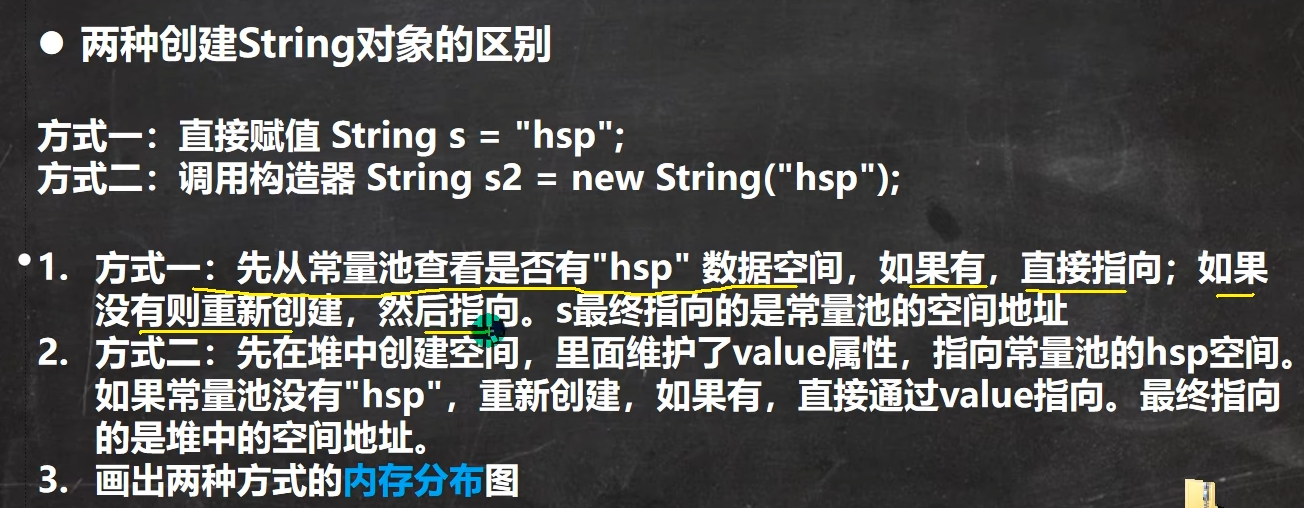 ● 两种创建String对象的区别
方式一：直接赋值 String s = "hsp";
方式二：调用构造器 String s2 = new String("hsp");
1. 方式一：先从常量池查看是否有"hsp" 数据空间，如果有，直接指向；如果
没有则重新创建，然后指向。s最终指向的是常量池的空间地址
2. 方式二：先在堆中创建空间，里面维护了value属性，指向常量池的hsp空间。
如果常量池没有"hsp"，重新创建，如果有，直接通过value指向。最终指向
的是堆中的空间地址。
3. 画出两种方式的内存分布图